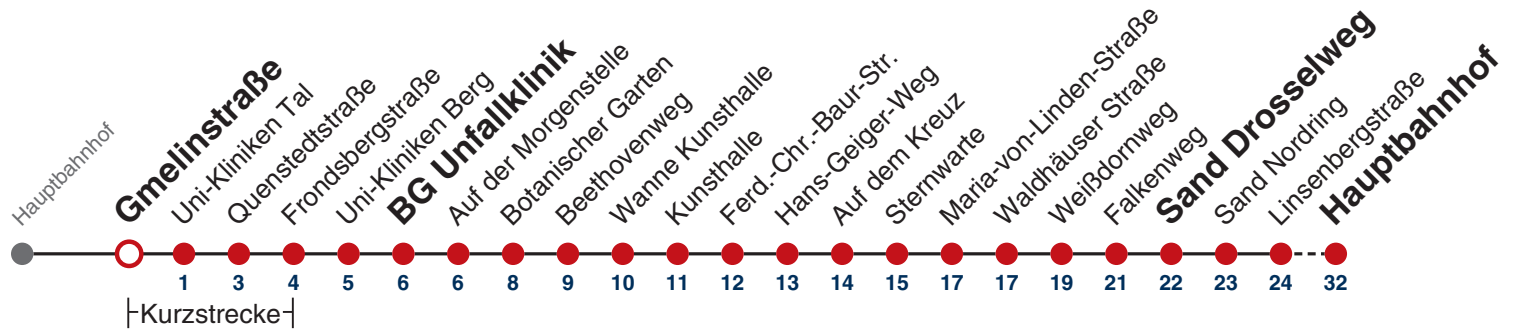 Hauptbahnhof
Gmelinstraße
Uni-Kliniken Tal
Quenstedtstraße
Frondsbergstraße
Uni-Kliniken Berg
BG Unfallklinik
Auf der Morgenstelle
Botanischer Garten
Beethovenweg
Wanne Kunsthalle
Kunsthalle
Ferd.-Chr.-Baur-Str.
Hans-Geiger-Weg
Auf dem Kreuz
Sternwarte
Maria-von-Linden-Straße
Waldhäuser Straße
Weißdornweg
Falkenweg
Sand Drosselweg
Sand Nordring
Linsenbergstraße
Hauptbahnhof
1 3 4 5 6 6 8 9 10 11 12 13 14 15 17 17 19 21 22 23 24 32
Kurzstrecke